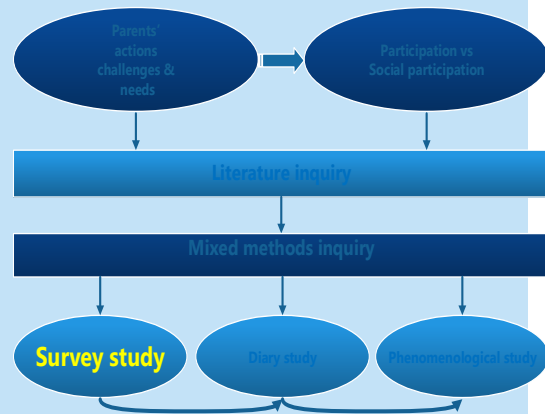 Parents'
actions
challenges &
needs
Participation vs
Social participation
Literature inquiry
Mixed methods inquiry
Survey study
Diary study
Phenomenological study